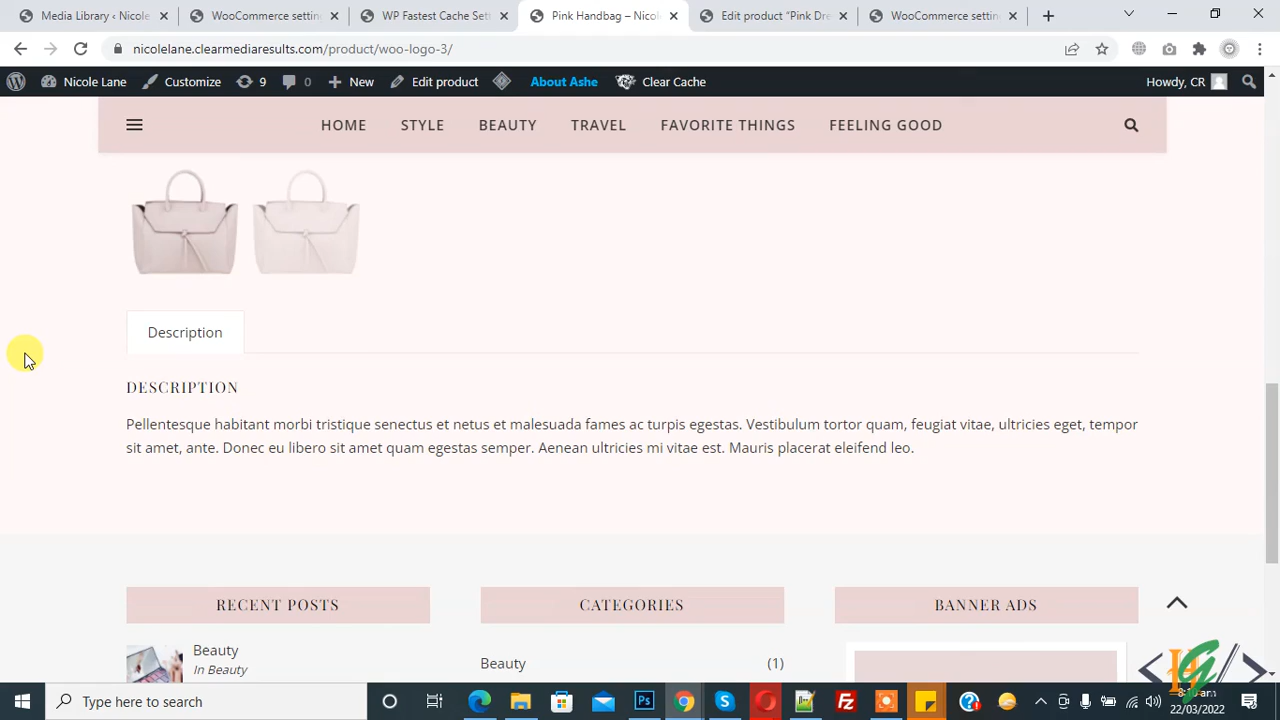 Media Library ‹ Nicole
WooCommerce settin
WP Fastest Cache Sett
Pink Handbag – Nicol
Edit product “Pink Dre
WooCommerce settin
nicolelane.clearmediaresults.com/product/woo-logo-3/
Nicole Lane
Customize
9
0
New
Edit product
About Ashe
Clear Cache
Howdy, CR
HOME STYLE BEAUTY TRAVEL FAVORITE THINGS FEELING GOOD
Description
DESCRIPTION
Pellentesque habitant morbi tristique senectus et netus et malesuada fames ac turpis egestas. Vestibulum tortor quam, feugiat vitae, ultricies eget, tempor
sit amet, ante. Donec eu libero sit amet quam egestas semper. Aenean ultricies mi vitae est. Mauris placerat eleifend leo.
RECENT POSTS
CATEGORIES
BANNER ADS
Beauty
In Beauty
Beauty (1)
Type here to search
22/03/2022